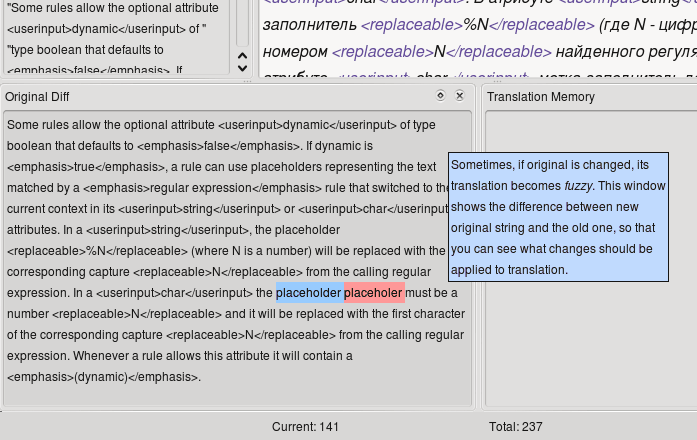 "Some rules allow the optional attribute
<userinput>dynamic</userinput> of "
"type boolean that defaults to
<emphasis>false</emphasis>. If
заполнитель <replaceable>%N</replaceable> (где N - цифр
номером <replaceable>N</replaceable> найденного регуля
Original Diff
Translation Memory
Some rules allow the optional attribute <userinput>dynamic</userinput> of type
boolean that defaults to <emphasis>false</emphasis>. If dynamic is
<emphasis>true</emphasis>, a rule can use placeholders representing the text
matched by a <emphasis>regular expression</emphasis> rule that switched to the
current context in its <userinput>string</userinput> or <userinput>char</userinput
attributes. In a <userinput>string</userinput>, the placeholder
<replaceable>%N</replaceable> (where N is a number) will be replaced with the
corresponding capture <replaceable>N</replaceable> from the calling regular
expression. In a <userinput>char</userinput> the placeholder placeholer must be a
number <replaceable>N</replaceable> and it will be replaced with the first character
of the corresponding capture <replaceable>N</replaceable> from the calling regular
expression. Whenever a rule allows this attribute it will contain a
<emphasis>(dynamic)</emphasis>.
Sometimes, if original is changed, its
translation becomes fuzzy. This window
shows the difference between new
original string and the old one, so that
you can see what changes should be
applied to translation.
Current: 141
Total: 237